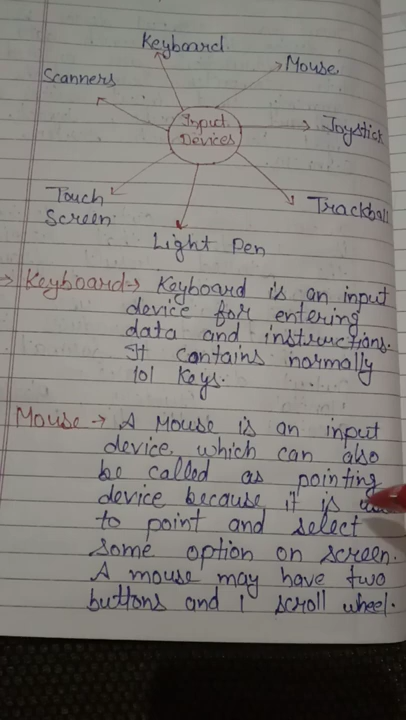 Keyboard
Mouse.
Scanners
Input
Devices
Joystick
Touch
Screen
Trackball
Light Pen
→ Keyboard → Keyboard is an input
device for entering
data and instructions.
It contains normally
101 Keys.
Mouse → A Mouse is an input
device, which can also
be called as pointing
device because it is
to point and select
some option on screen.
A mouse may have two
buttons and 1 scroll wheel.